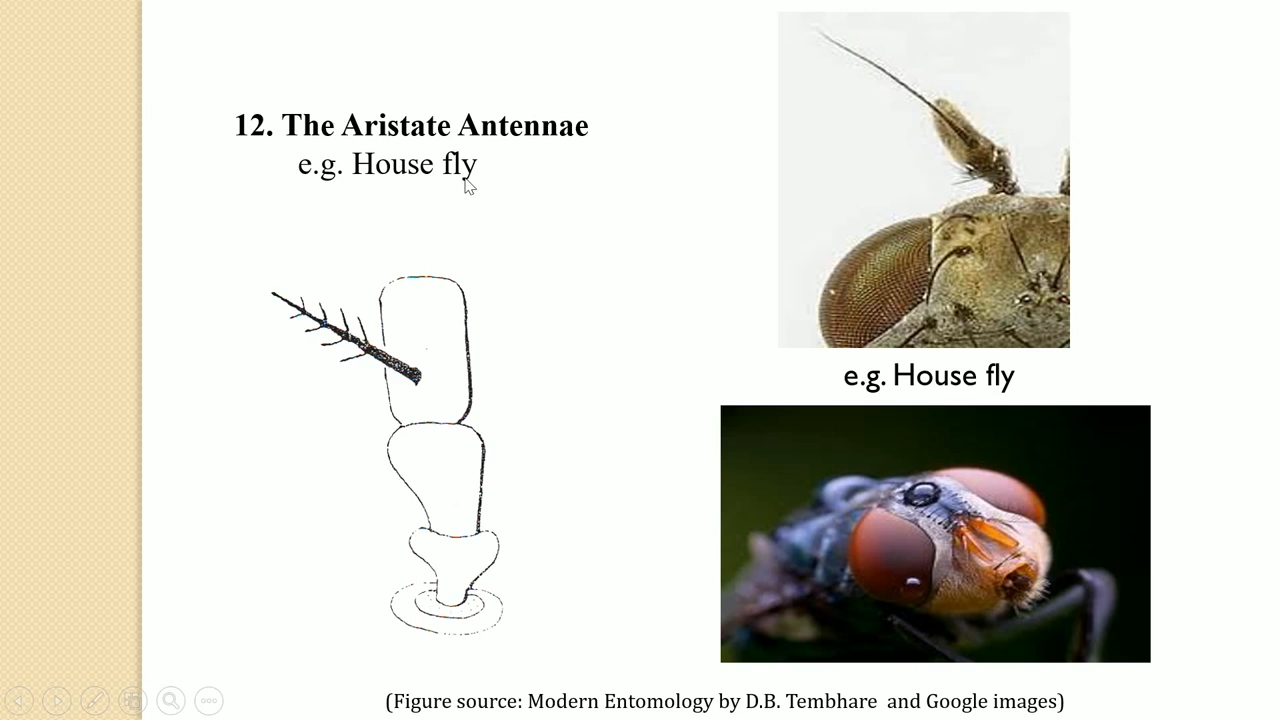 12. The Aristate Antennae
e.g. House fly
e.g. House fly
(Figure source: Modern Entomology by D.B. Tembhare and Google images)